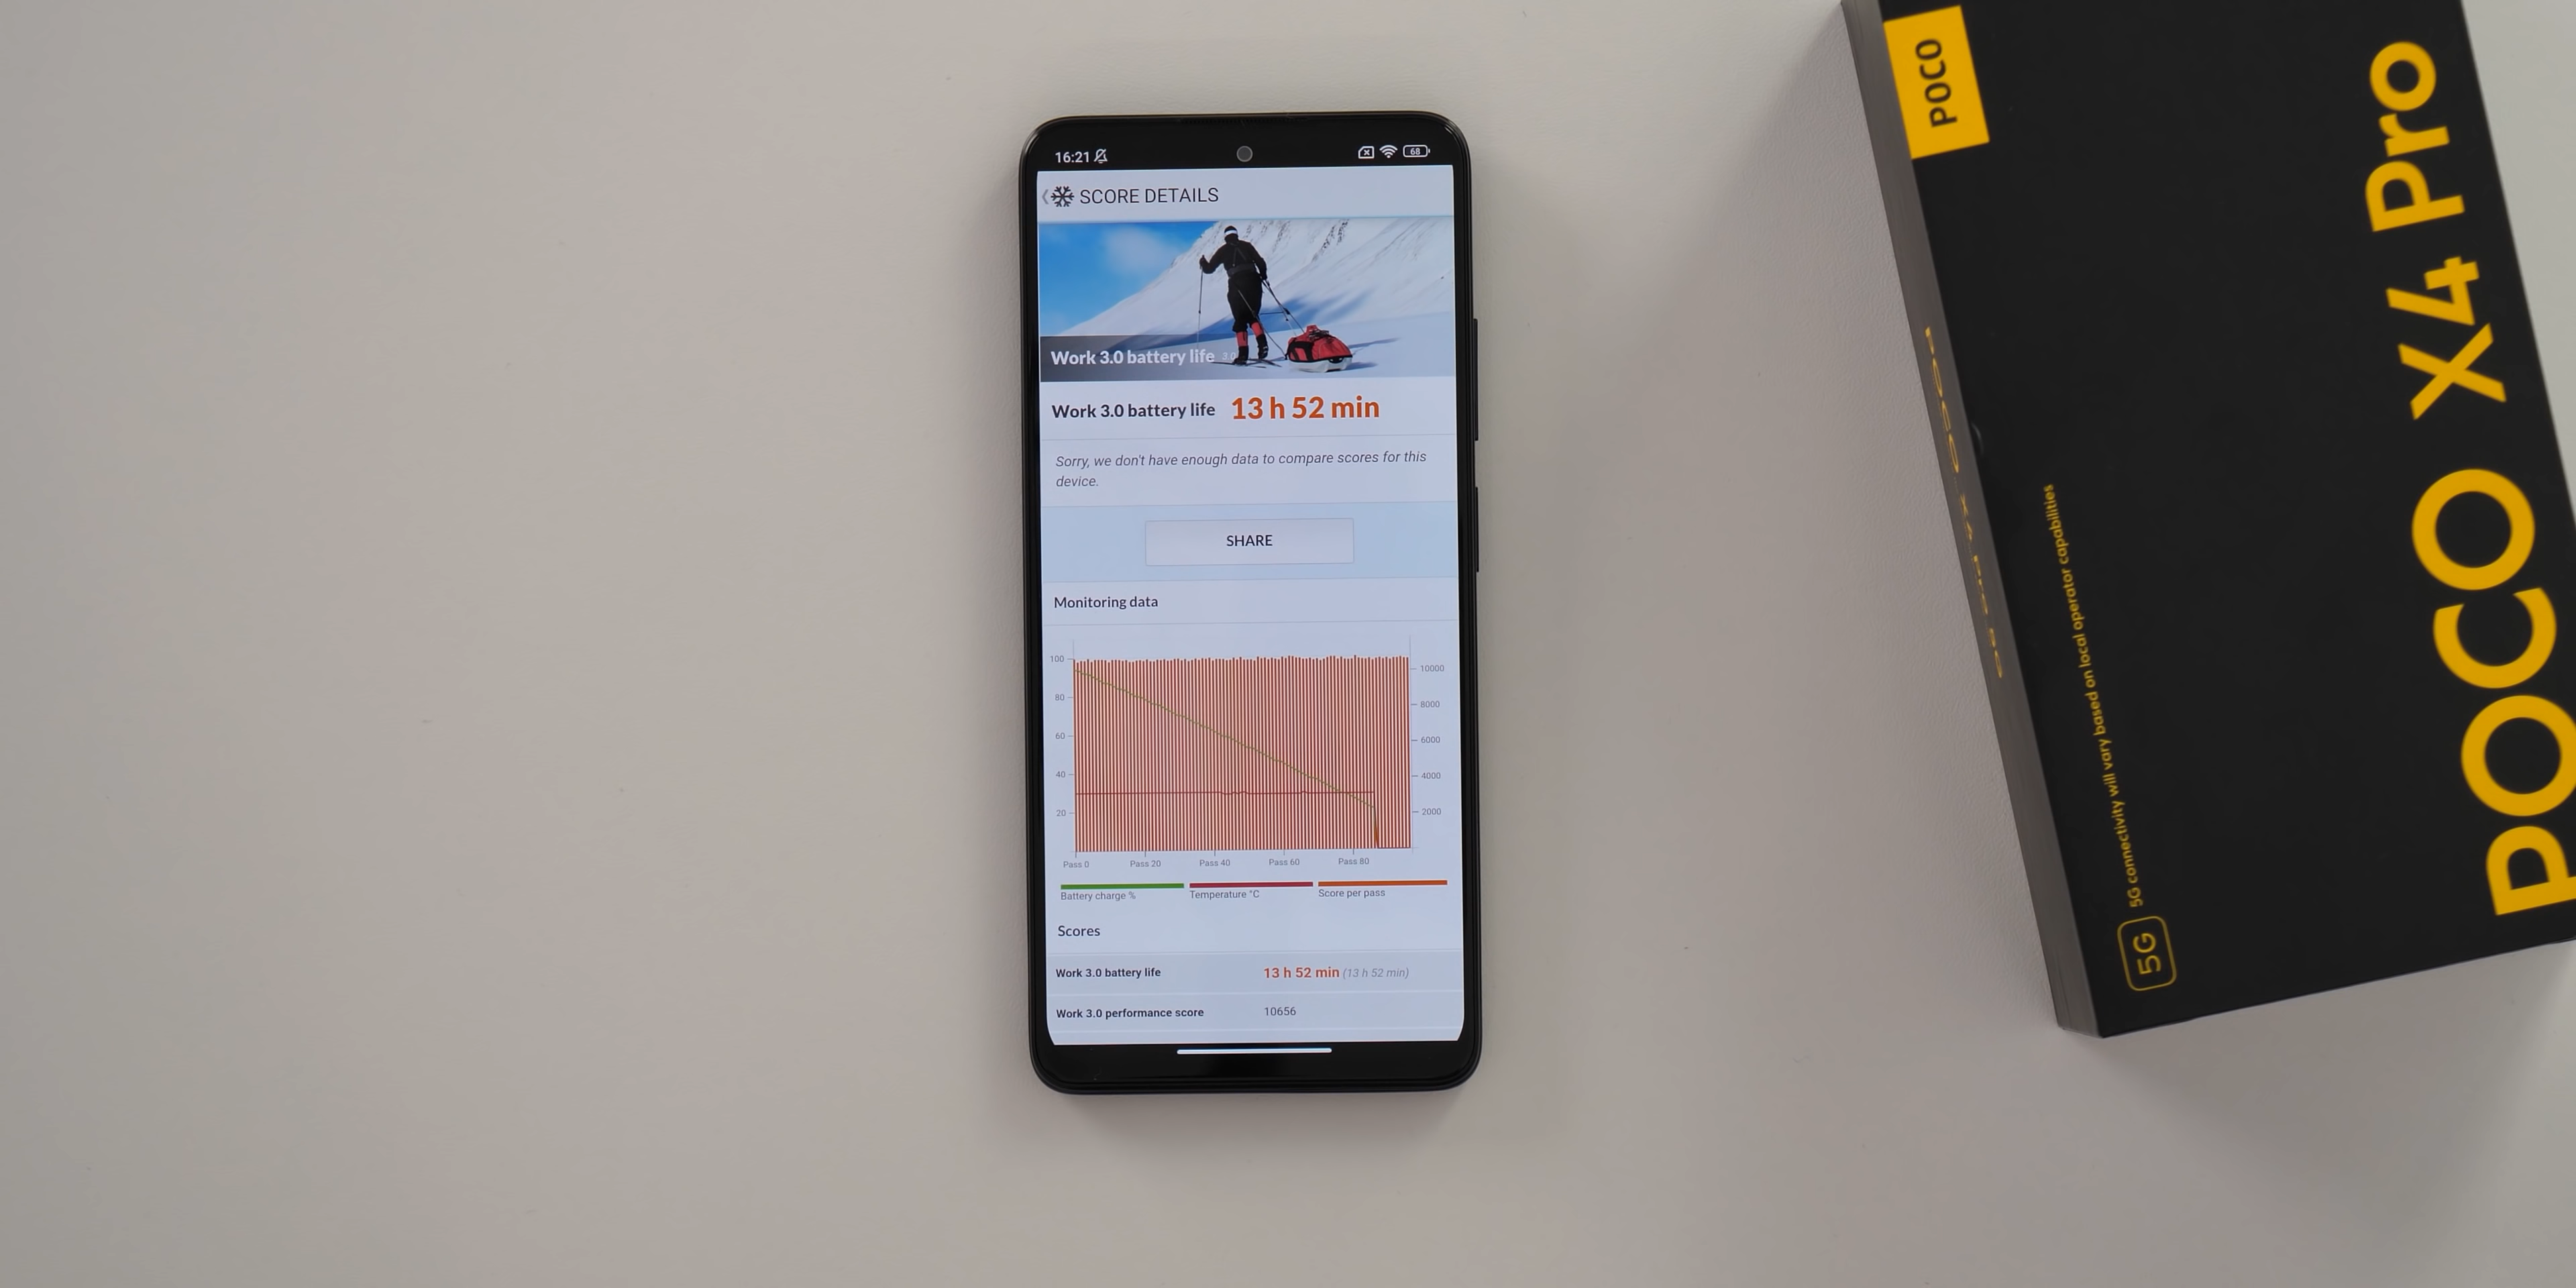 16:21
68
SCORE DETAILS
Work 3.0 battery life 3.0
Work 3.0 battery life 13 h 52 min
Sorry, we don't have enough data to compare scores for this
device.
SHARE
Monitoring data
100
80
60
40
20
10000
8000
6000
4000
2000
Pass 0 Pass 20 Pass 40 Pass 60 Pass 80
Battery charge % Temperature °C Score per pass
Scores
Work 3.0 battery life 13 h 52 min (13 h 52 min)
Work 3.0 performance score 10656
POCO
POCO X4 Pro
5G
5G connectivity will vary based on local operator capabilities